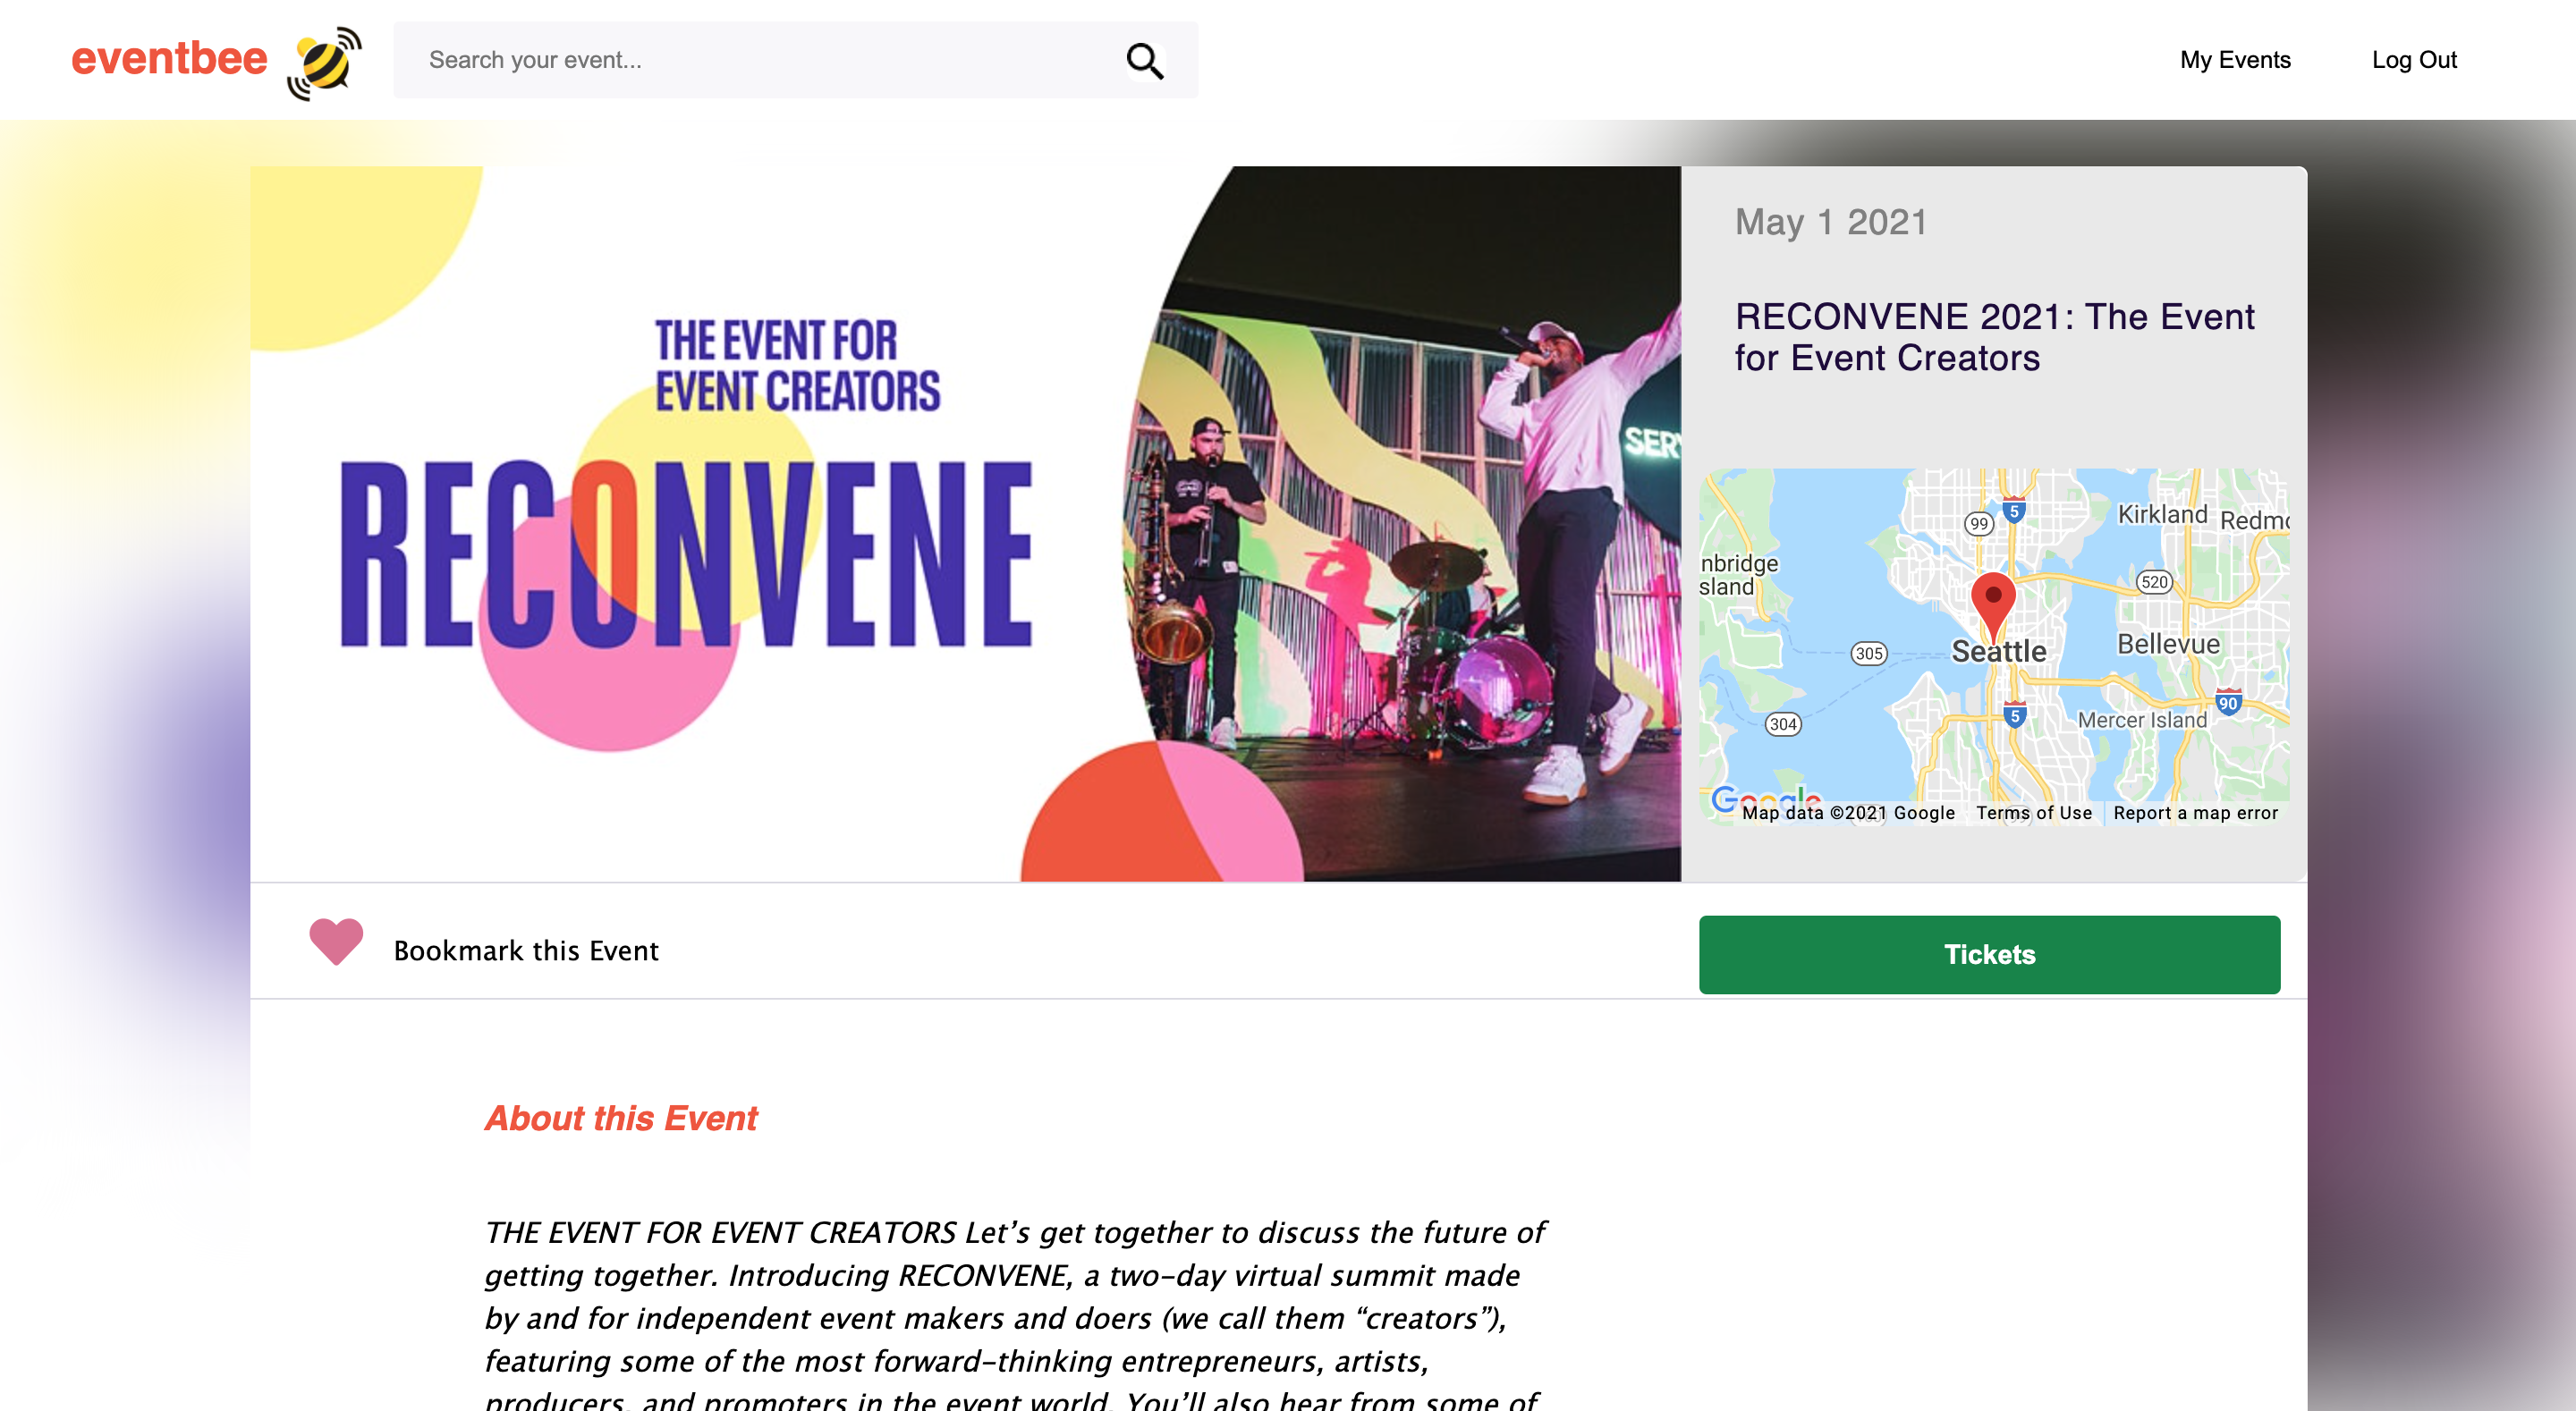 eventbee
Search your event...
My Events
Log Out
THE EVENT FOR
EVENT CREATORS
RECONVENE
May 1 2021
RECONVENE 2021: The Event
for Event Creators
5
99
Kirkland
nbridge
sland
520
Seattle
Bellevue
305
304
5
90
Mercer Island
Google
Map data ©2021 Google
Terms of Use
Report a map error
Bookmark this Event
Tickets
About this Event
THE EVENT FOR EVENT CREATORS Let’s get together to discuss the future of
getting together. Introducing RECONVENE, a two-day virtual summit made
by and for independent event makers and doers (we call them “creators”),
featuring some of the most forward-thinking entrepreneurs, artists,
producers, and promoters in the event world. You’ll also hear from some of